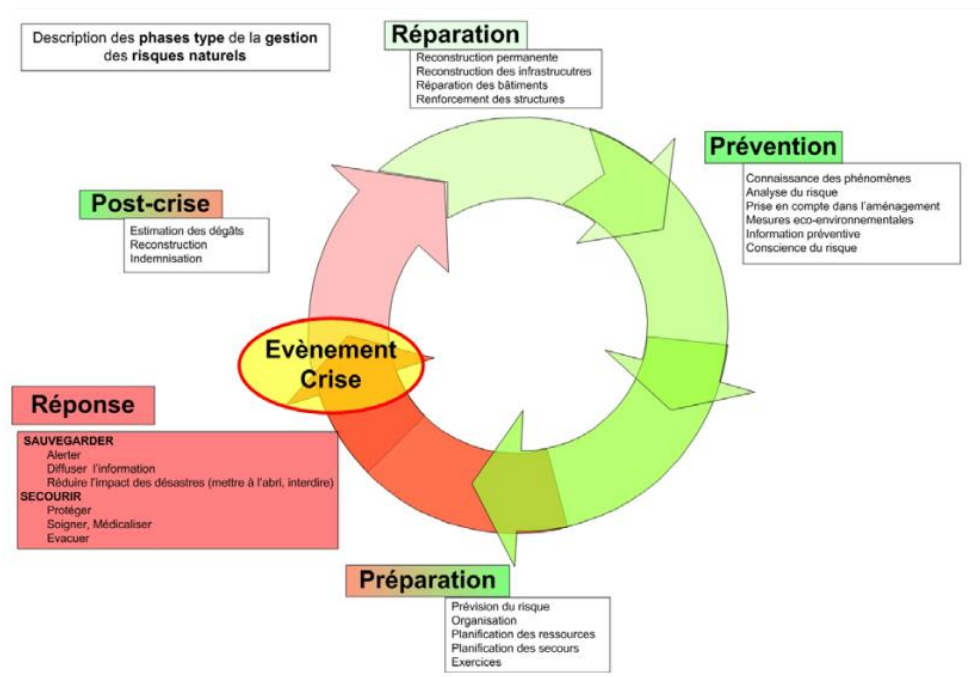 Description des phases type de la gestion
des risques naturels
Réparation
Reconstruction permanente
Reconstruction des infrastrucutres
Réparation des bâtiments
Renforcement des structures
Prévention
Connaissance des phénomènes
Analyse du risque
Prise en compte dans l'aménagement
Mesures eco-environnementales
Information préventive
Conscience du risque
Post-crise
Estimation des dégâts
Reconstruction
Indemnisation
Evènement
Crise
Réponse
SAUVEGARDER
Alerter
Diffuser l'information
Réduire l'impact des désastres (mettre à l'abri, interdire)
SECOURIR
Protéger
Soigner, Médicaliser
Evacuer
Préparation
Prévision du risque
Organisation
Planification des ressources
Planification des secours
Exercices